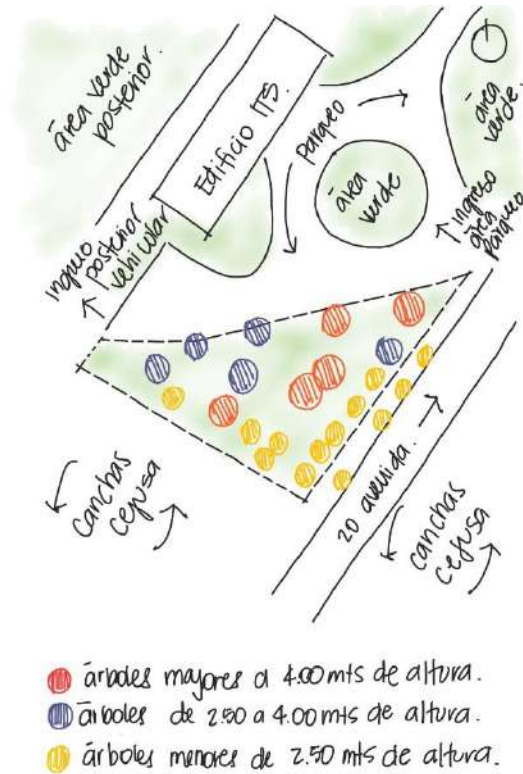 área verde
posterior.
Edificio ITS.
Parqueo
área
verde.
área
verde
ingreso
área
parqueo
ingreso
posterior
vehicular
20 avenida.
canchas
cejusa
canchas
cejusa
árboles mayores a 4.00 mts de altura.
árboles de 2.50 a 4.00 mts de altura.
árboles menores de 2.50 mts de altura.